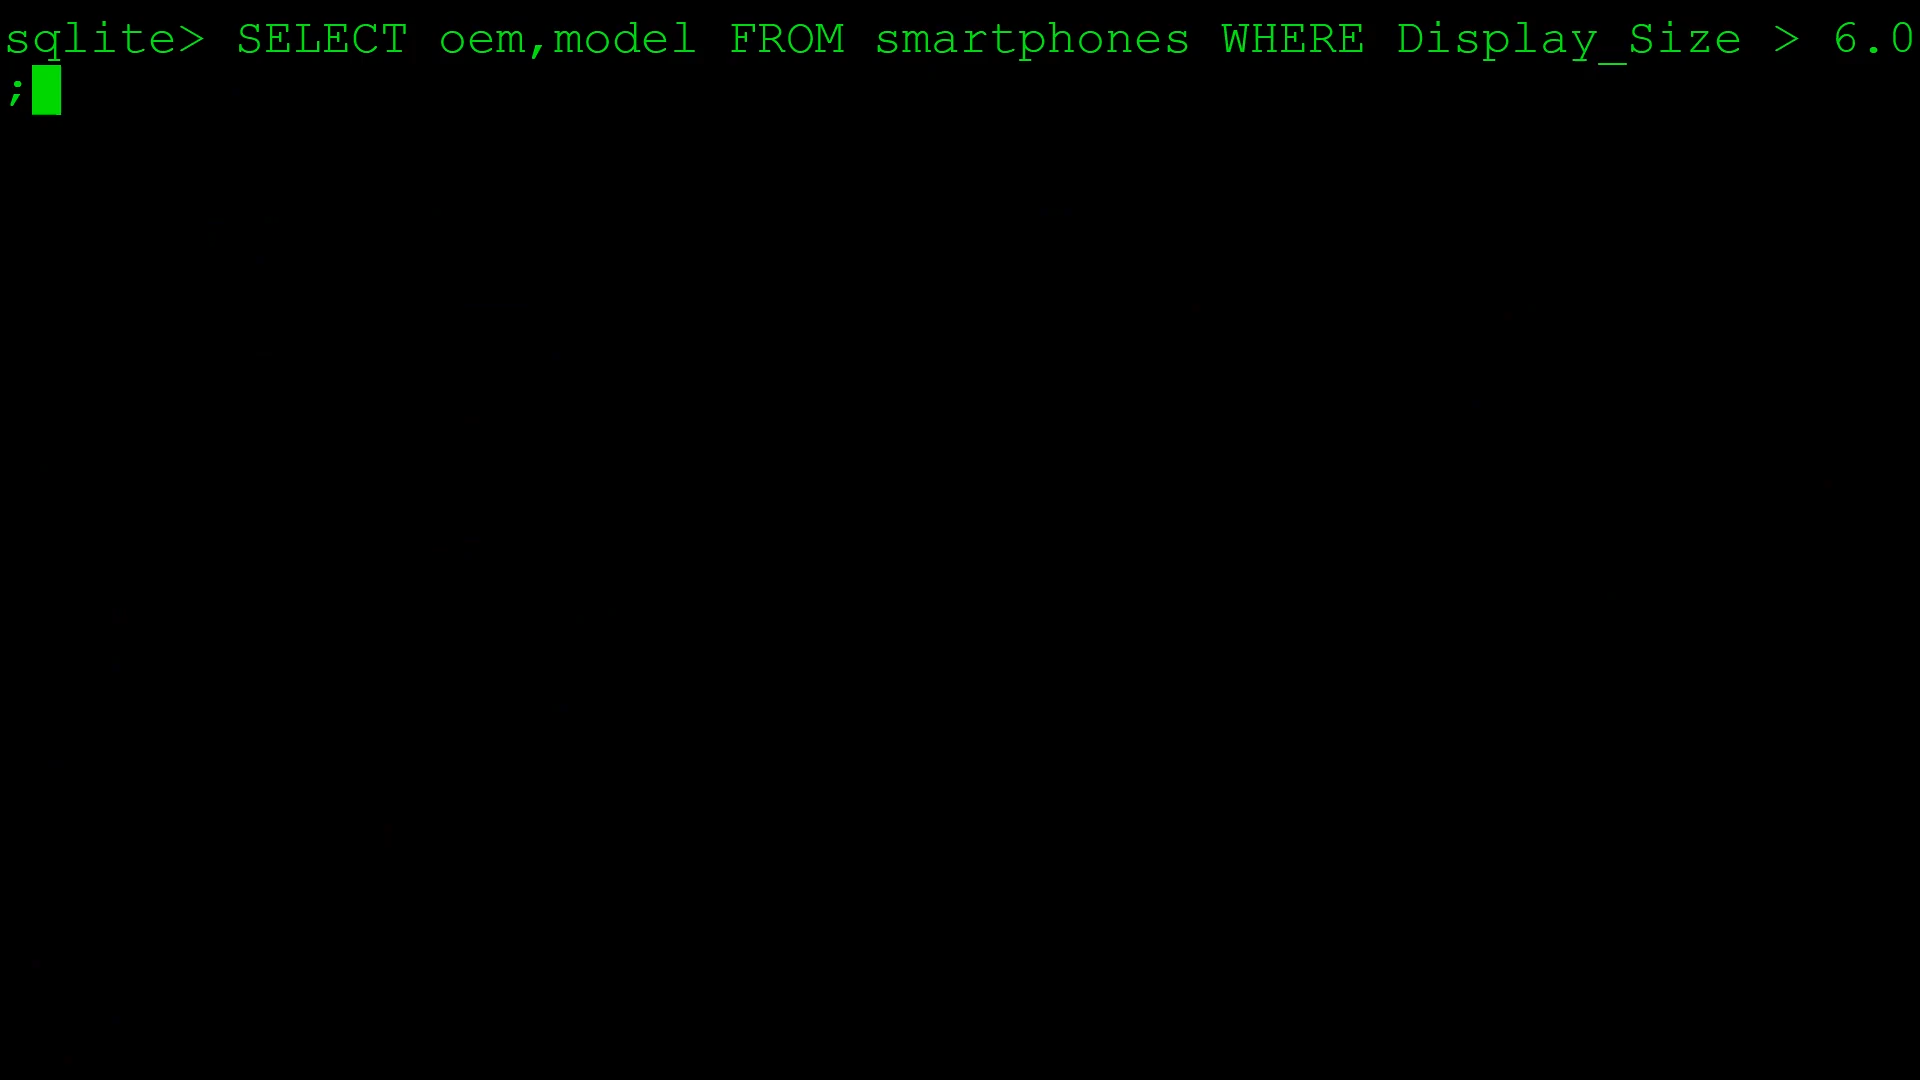 sqlite> SELECT oem,model FROM smartphones WHERE Display_Size > 6.0
;